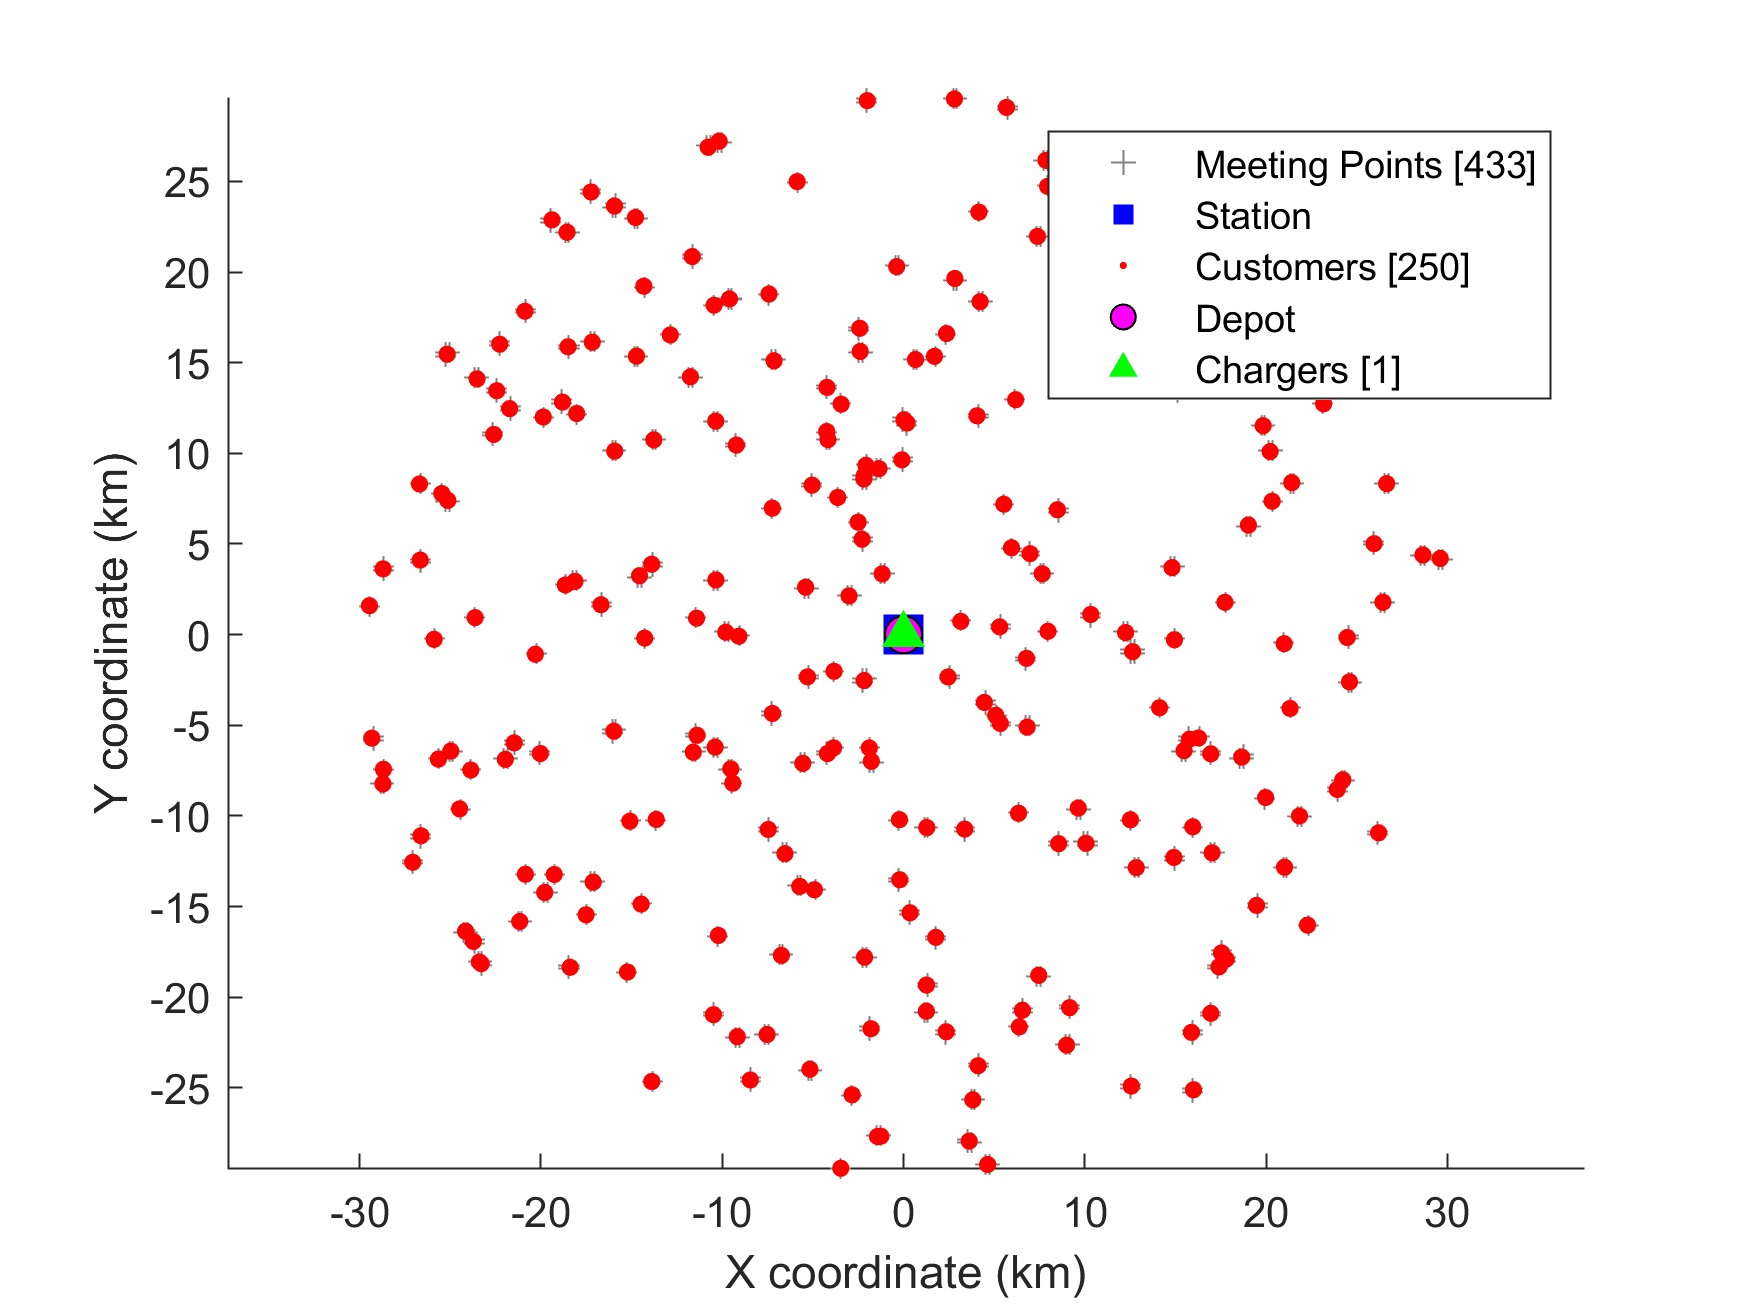 25
20
15
10
5
0
-5
-10
-15
-20
-25
Y coordinate (km)
Meeting Points [433]
Station
Customers [250]
Depot
Chargers [1]
-30 -20 -10 0 10 20 30
X coordinate (km)